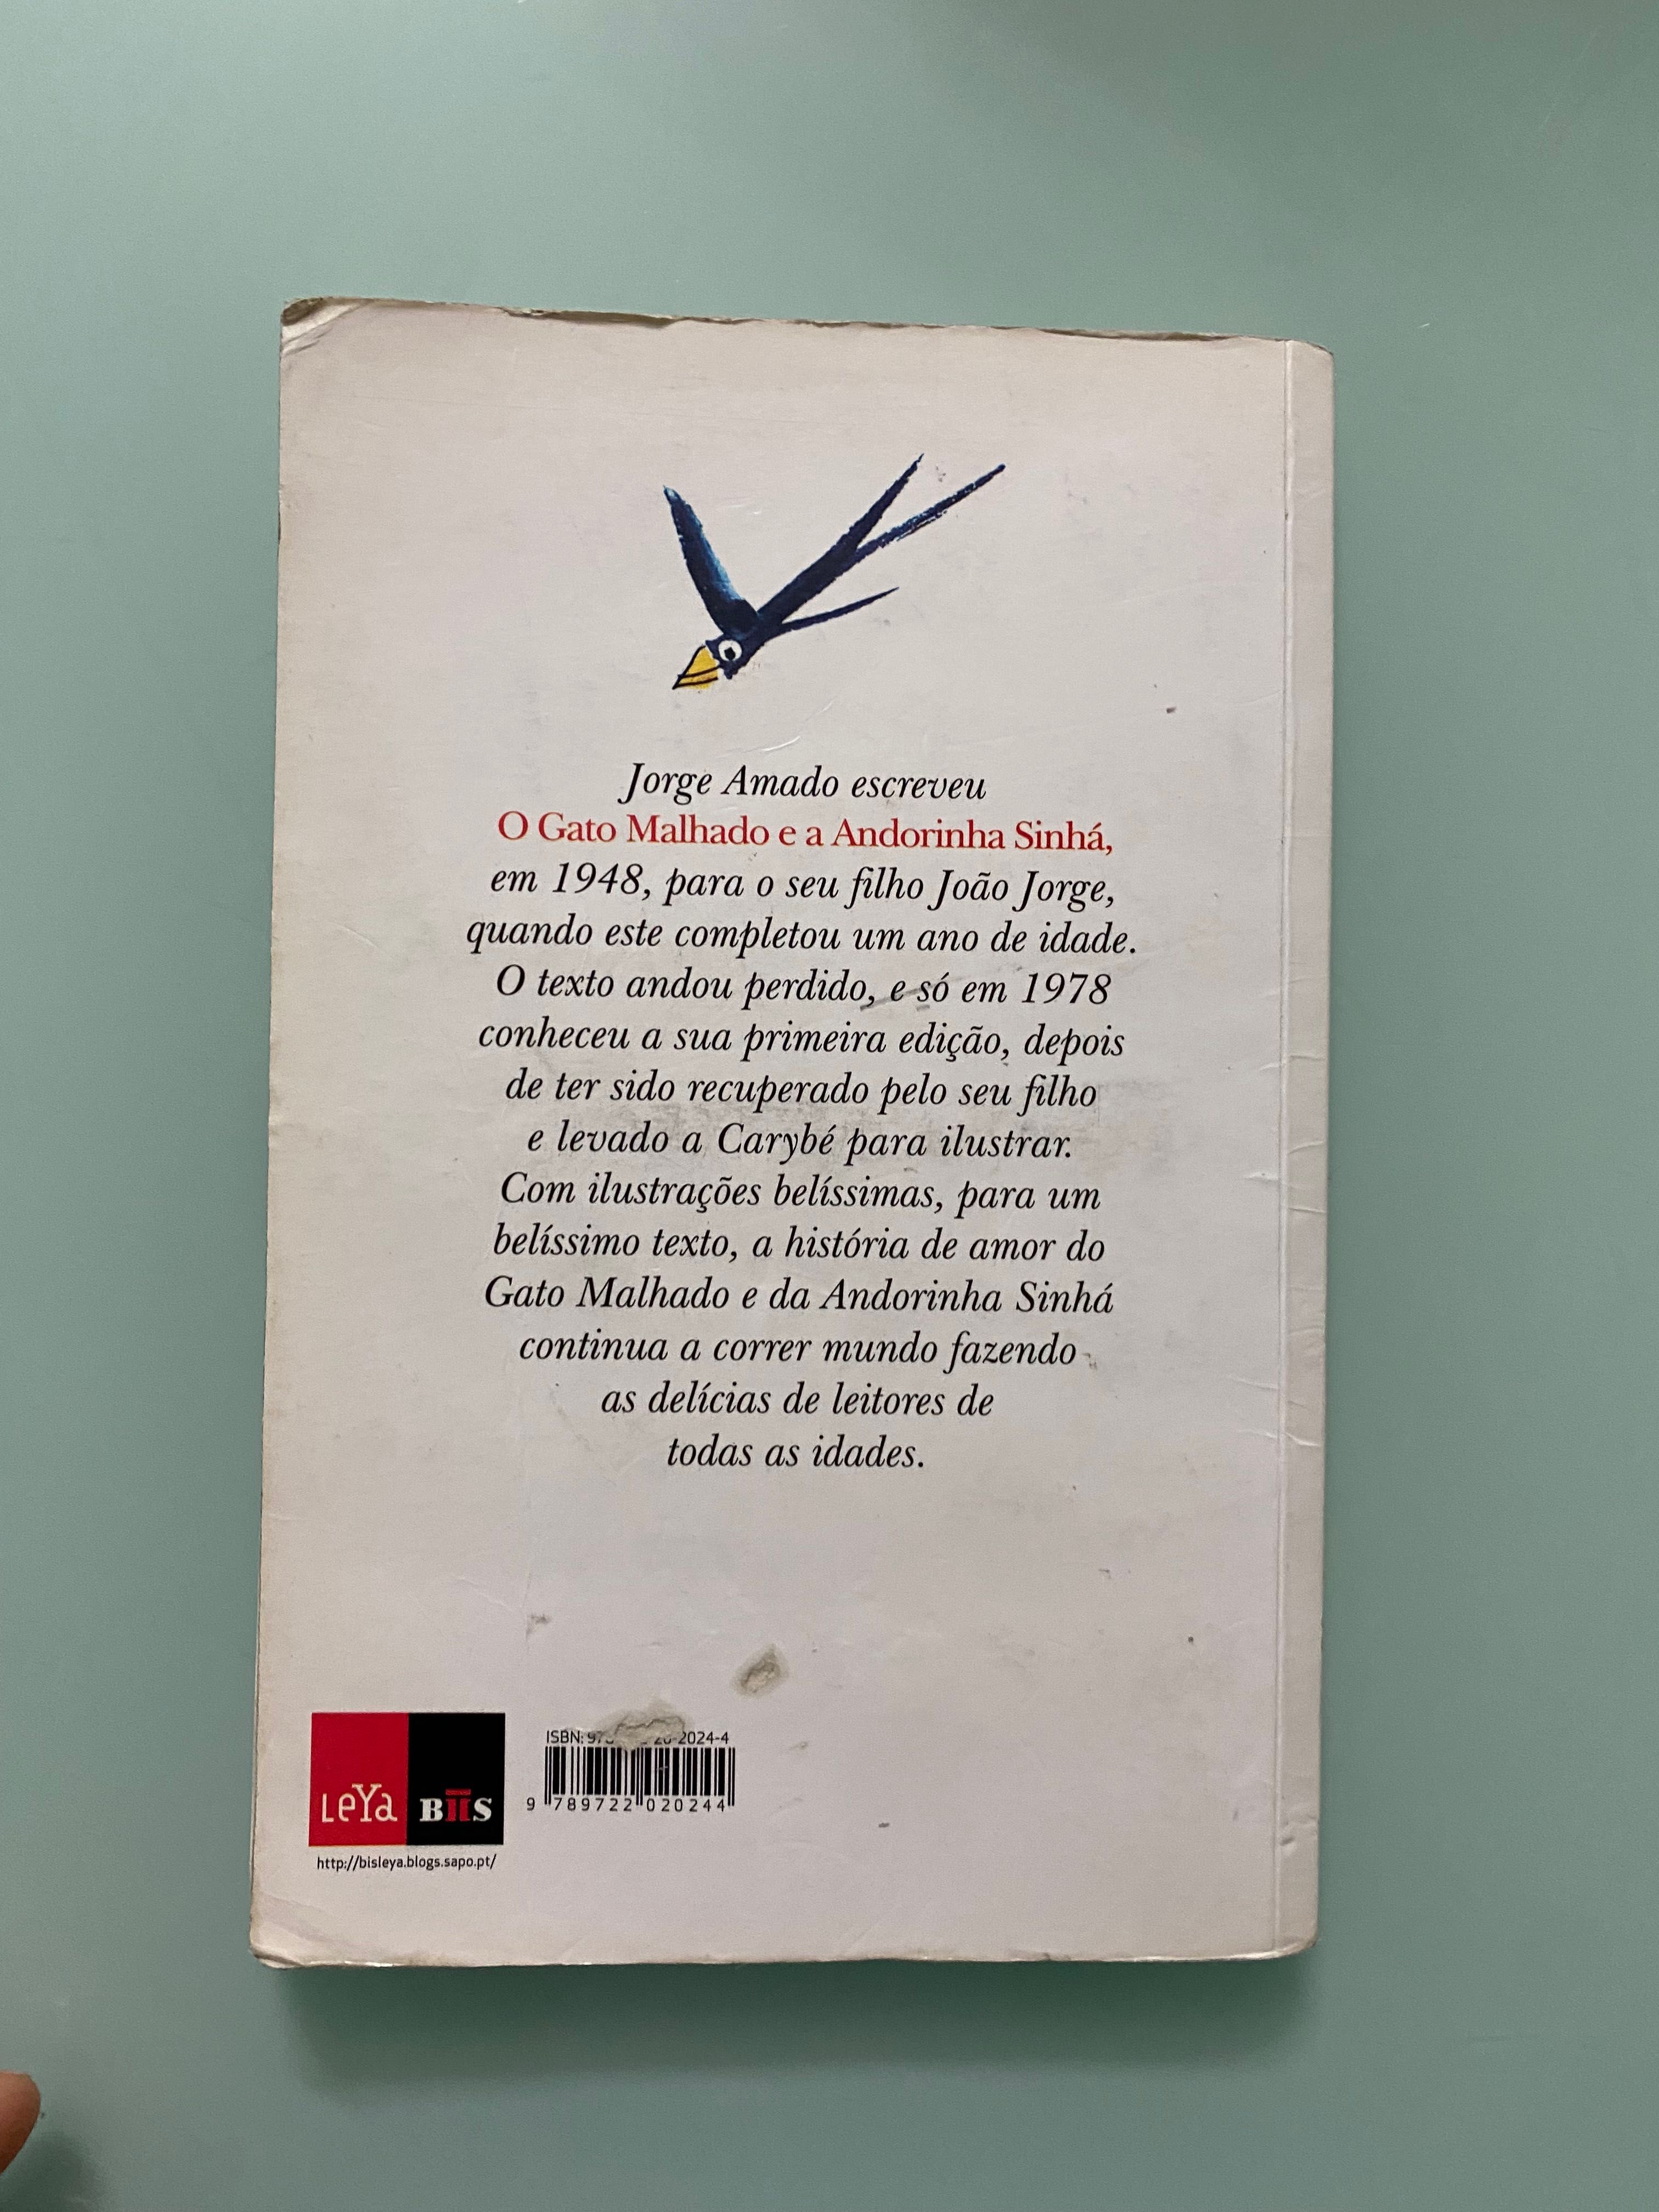 Jorge Amado escreveu
O Gato Malhado e a Andorinha Sinhá,
em 1948, para o seu filho João Jorge,
quando este completou um ano de idade.
O texto andou perdido, e só em 1978
conheceu a sua primeira edição, depois
de ter sido recuperado pelo seu filho
e levado a Carybé para ilustrar.
Com ilustrações belíssimas, para um
belíssimo texto, a história de amor do
Gato Malhado e da Andorinha Sinhá
continua a correr mundo fazendo
as delícias de leitores de
todas as idades.
LeYa BIIS
http://bisleya.blogs.sapo.pt/
ISBN: 2024-4
9 789722 020244